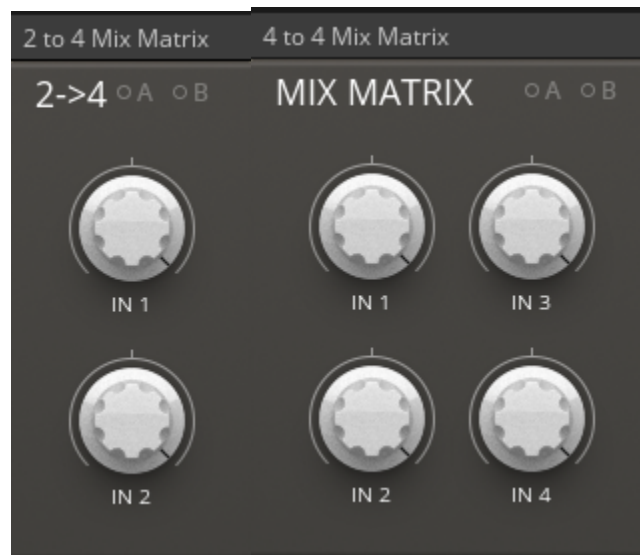 2 to 4 Mix Matrix
2->4 A B
IN 1
IN 2
4 to 4 Mix Matrix
MIX MATRIX A B
IN 1 IN 3
IN 2 IN 4